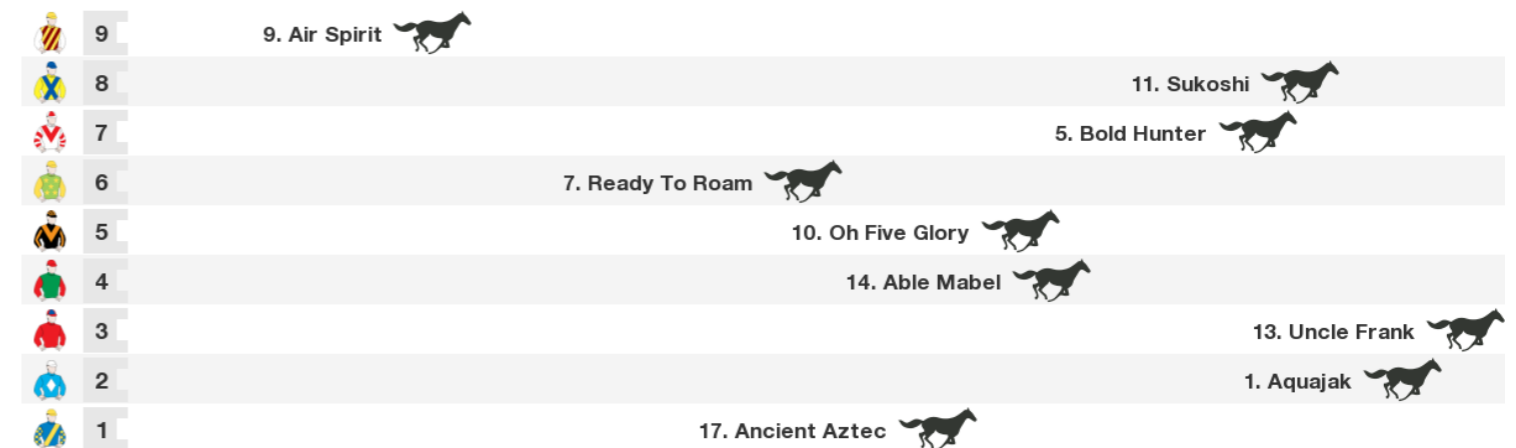 9 9. Air Spirit
8 11. Sukoshi
7 5. Bold Hunter
6 7. Ready To Roam
5 10. Oh Five Glory
4 14. Able Mabel
3 13. Uncle Frank
2 1. Aquajak
1 17. Ancient Aztec